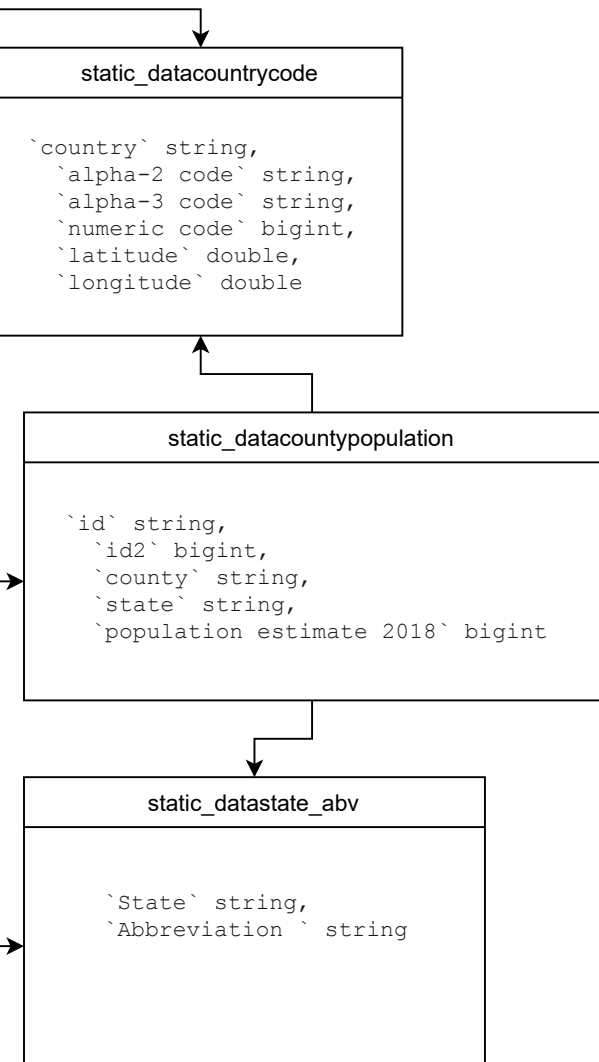 static_datacountrycode
`country` string,
`alpha-2 code` string,
`alpha-3 code` string,
`numeric code` bigint,
`latitude` double,
`longitude` double
static_datacountypopulation
`id` string,
`id2` bigint,
`county` string,
`state` string,
`population estimate 2018` bigint
static_datastate_abv
`State` string,
`Abbreviation ` string